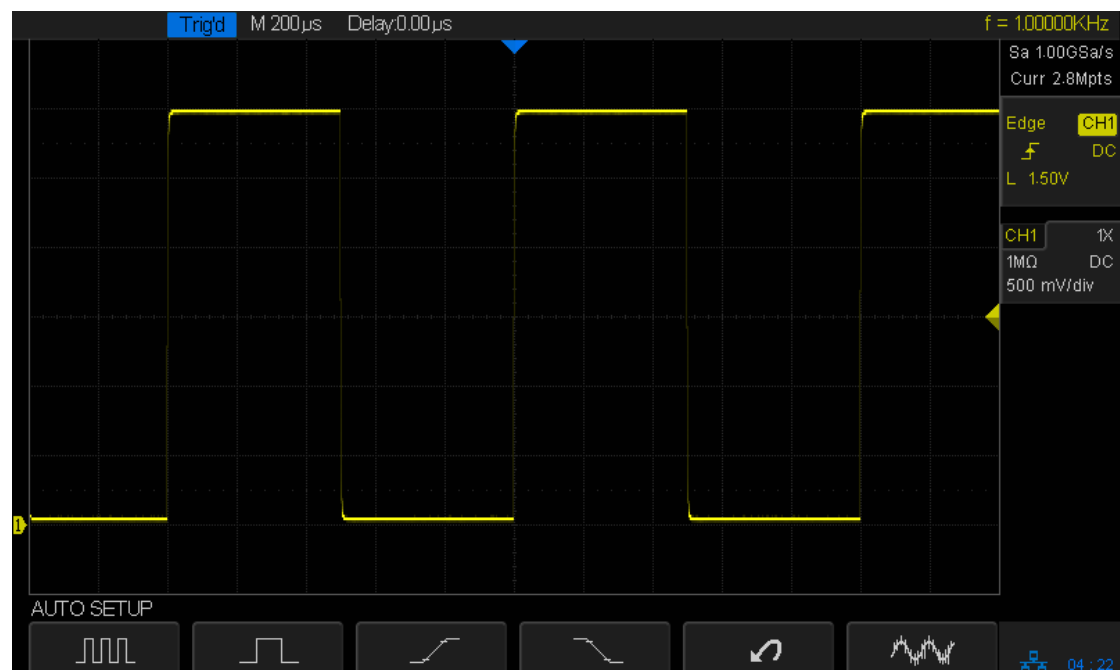 Trig'd M 200µs Delay:0.00µs f = 1.00000KHz
Sa 1.00GSa/s
Curr 2.8Mpts
Edge CH1
DC
L 1.50V
CH1 1X
1MΩ DC
500 mV/div
1
AUTO SETUP
04 : 22